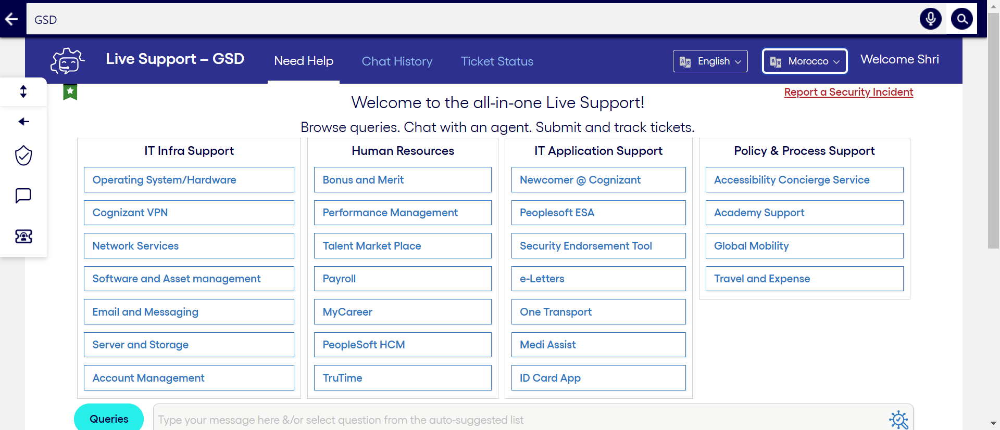 GSD
Live Support – GSD
Need Help
Chat History
Ticket Status
English
Morocco
Welcome Shri
Report a Security Incident
Welcome to the all-in-one Live Support!
Browse queries. Chat with an agent. Submit and track tickets.
IT Infra Support
Operating System/Hardware
Cognizant VPN
Network Services
Software and Asset management
Email and Messaging
Server and Storage
Account Management
Human Resources
Bonus and Merit
Performance Management
Talent Market Place
Payroll
MyCareer
PeopleSoft HCM
TruTime
IT Application Support
Newcomer @ Cognizant
Peoplesoft ESA
Security Endorsement Tool
e-Letters
One Transport
Medi Assist
ID Card App
Policy & Process Support
Accessibility Concierge Service
Academy Support
Global Mobility
Travel and Expense
Queries
Type your message here &/or select question from the auto-suggested list